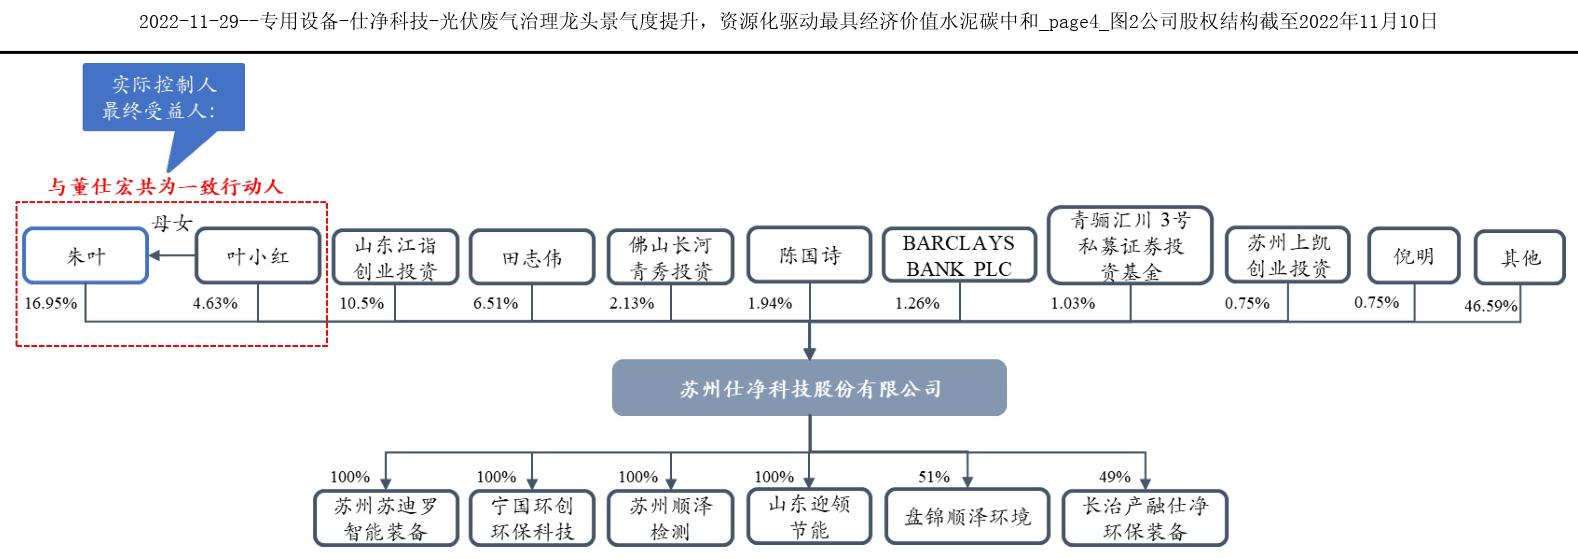 2022-11-29--专用设备-仕净科技-光伏废气治理龙头景气度提升，资源化驱动最具经济价值水泥碳中和_page4_图2公司股权结构截至2022年11月10日
实际控制人
最终受益人:
与董仕宏共为一致行动人
母女
朱叶
叶小红
山东江诣
创业投资
田志伟
佛山长河
青秀投资
陈国诗
BARCLAYS
BANK PLC
青骊汇川 3号
私募证券投
资基金
苏州上凯
创业投资
倪明
其他
16.95%
4.63%
10.5%
6.51%
2.13%
1.94%
1.26%
1.03%
0.75%
0.75%
46.59%
苏州仕净科技股份有限公司
100%
100%
100%
100%
51%
49%
苏州苏迪罗
智能装备
宁国环创
环保科技
苏州顺泽
检测
山东迎领
节能
盘锦顺泽环境
长治产融仕净
环保装备